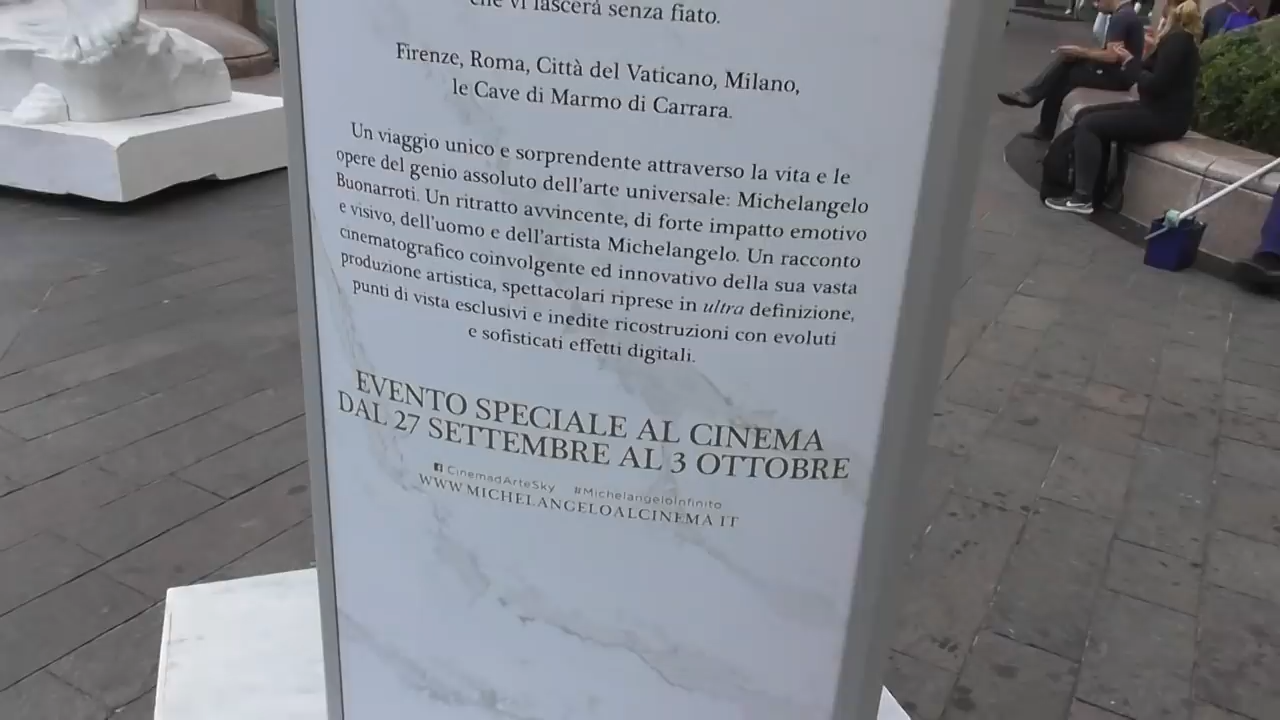 che vi lascerà senza fiato.
Firenze, Roma, Città del Vaticano, Milano,
le Cave di Marmo di Carrara.
Un viaggio unico e sorprendente attraverso la vita e le
opere del genio assoluto dell'arte universale: Michelangelo
Buonarroti. Un ritratto avvincente, di forte impatto emotivo
e visivo, dell'uomo e dell'artista Michelangelo. Un racconto
cinematografico coinvolgente ed innovativo della sua vasta
produzione artistica, spettacolari riprese in ultra definizione,
punti di vista esclusivi e inedite ricostruzioni con evoluti
e sofisticati effetti digitali.
EVENTO SPECIALE AL CINEMA
DAL 27 SETTEMBRE AL 3 OTTOBRE
CinemadArteSky #MichelangeloInfinito
WWW.MICHELANGELOALCINEMA.IT